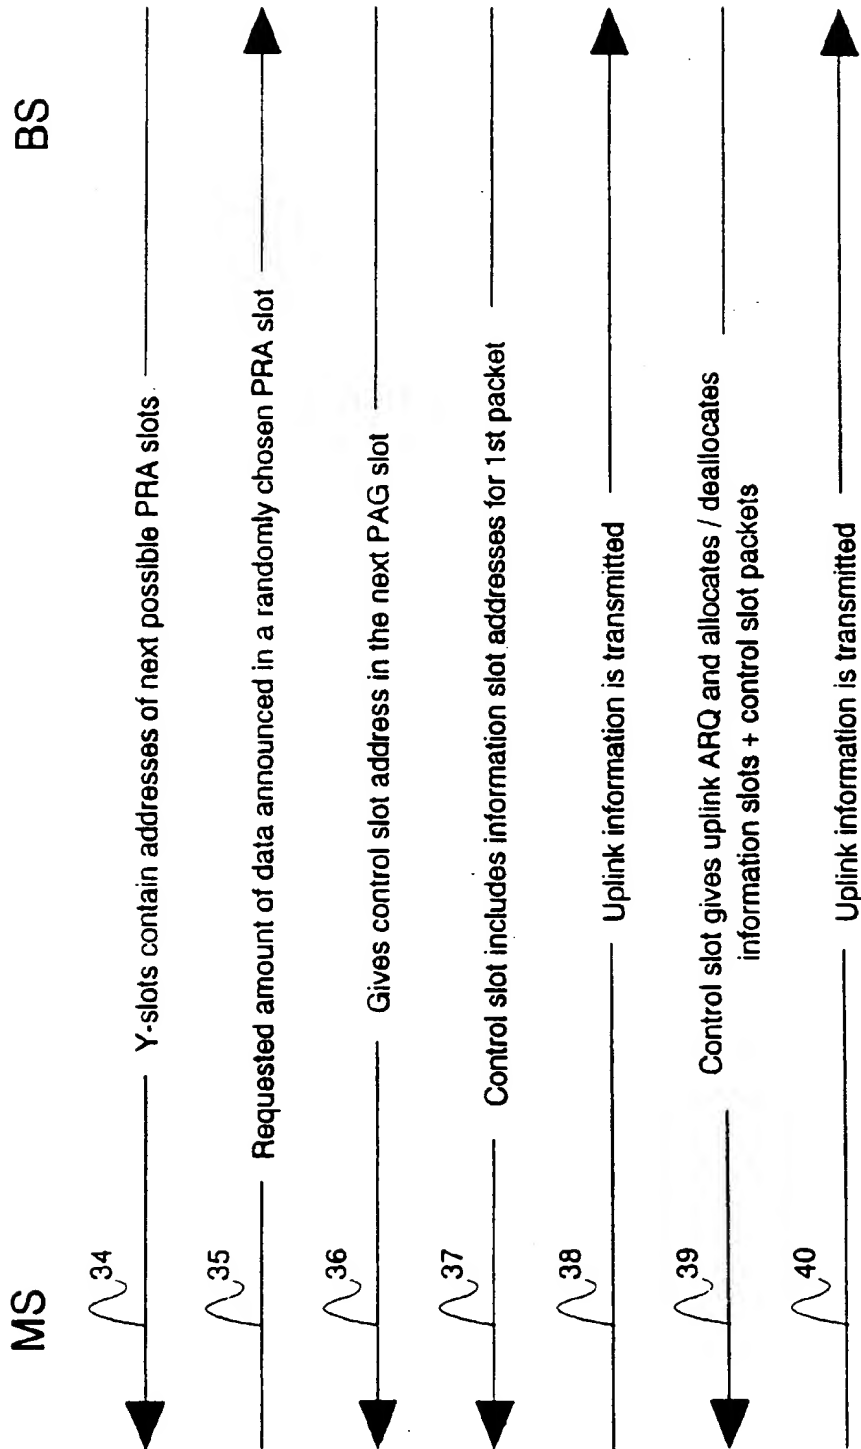 MS BS
34 Y-slots contain addresses of next possible PRA slots
35 Requested amount of data announced in a randomly chosen PRA slot
36 Gives control slot address in the next PAG slot
37 Control slot includes information slot addresses for 1st packet
38 Uplink information is transmitted
39 Control slot gives uplink ARQ and allocates / deallocates
information slots + control slot packets
40 Uplink information is transmitted